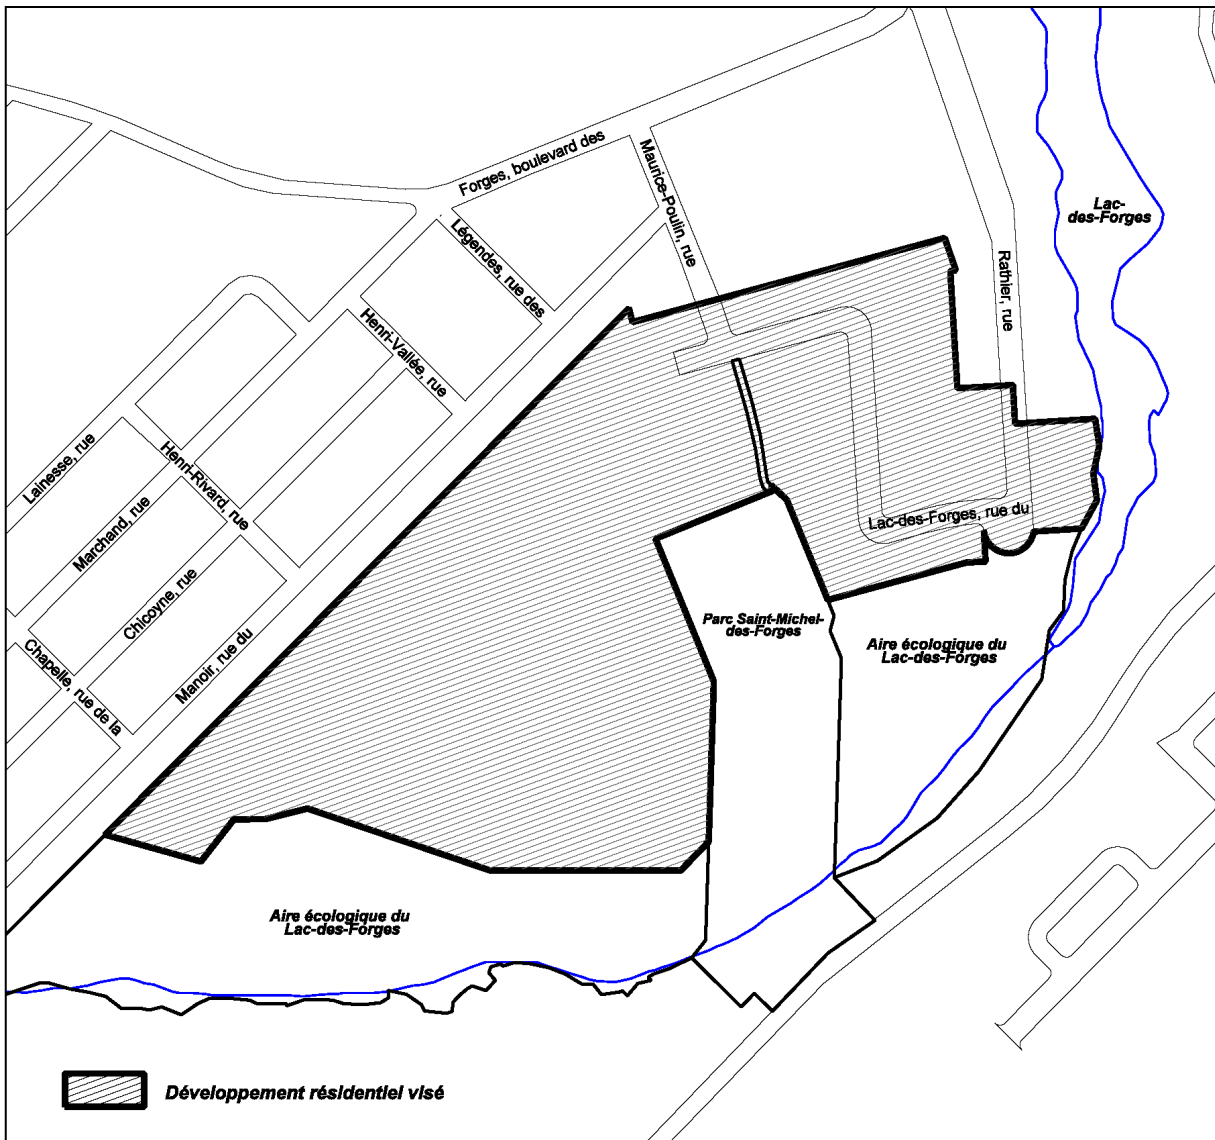 Forges, boulevard des
Maurice-Poulin, rue
Lac-
des-Forges
Légendes, rue des
Rathier, rue
Henri-Vallée, rue
Lainesse, rue
Henri-Rivard, rue
Marchand, rue
Lac-des-Forges, rue du
Chicoyne, rue
Parc Saint-Michel-
des-Forges
Aire écologique du
Lac-des-Forges
Chapelle, rue de la
Manoir, rue du
Aire écologique du
Lac-des-Forges
Développement résidentiel visé